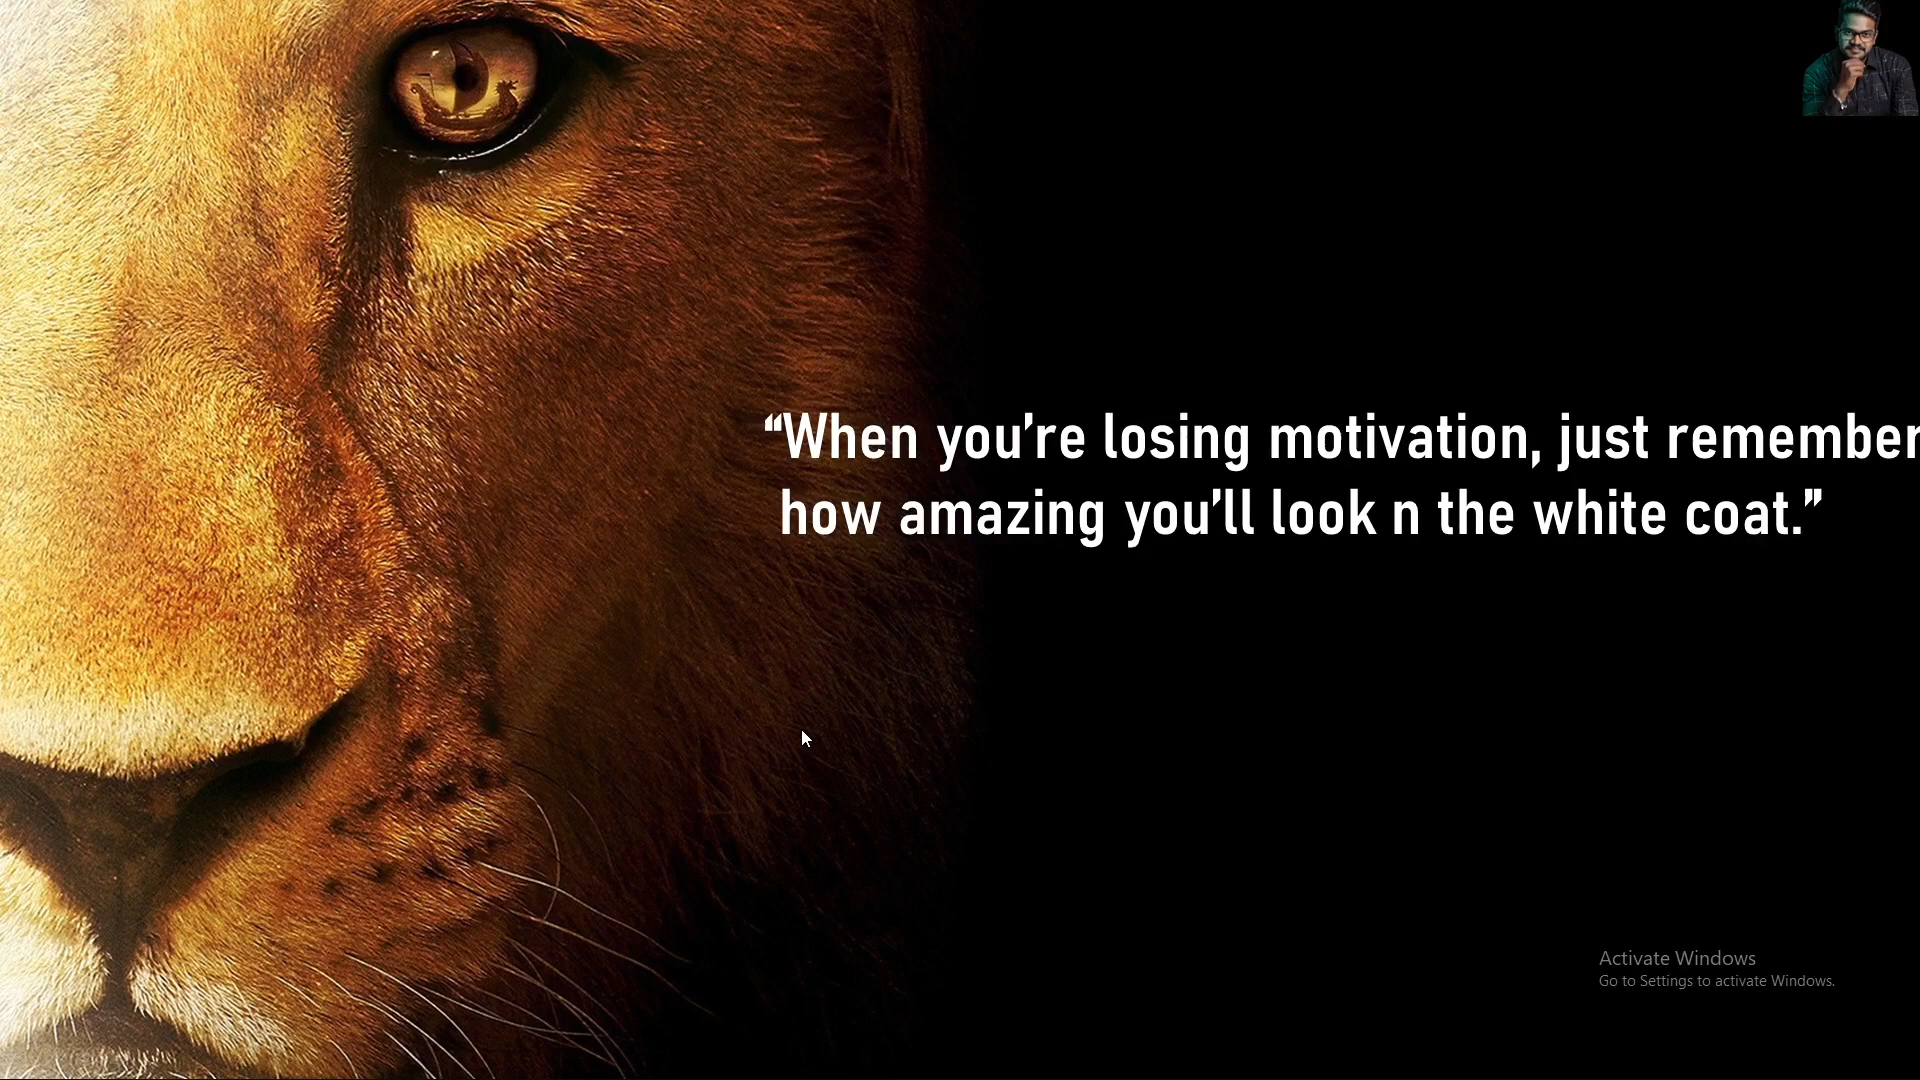 “When you’re losing motivation, just remember
how amazing you’ll look n the white coat.”
Activate Windows
Go to Settings to activate Windows.